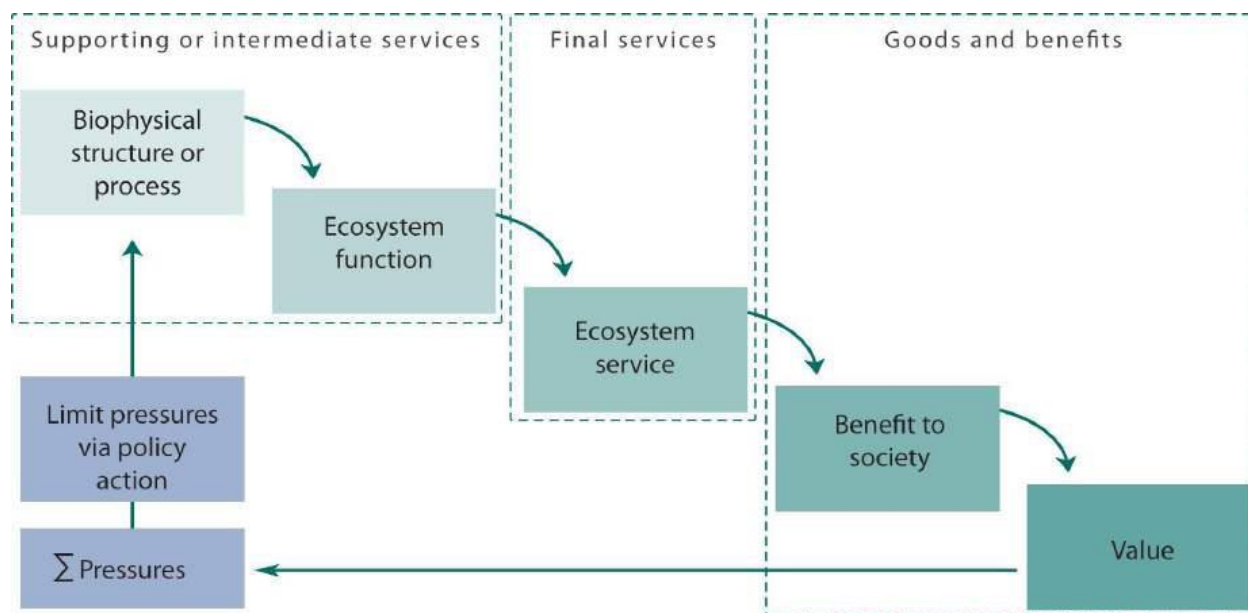 Supporting or intermediate services
Final services
Goods and benefits
Biophysical
structure or
process
Ecosystem
function
Ecosystem
service
Benefit to
society
Value
Limit pressures
via policy
action
∑ Pressures